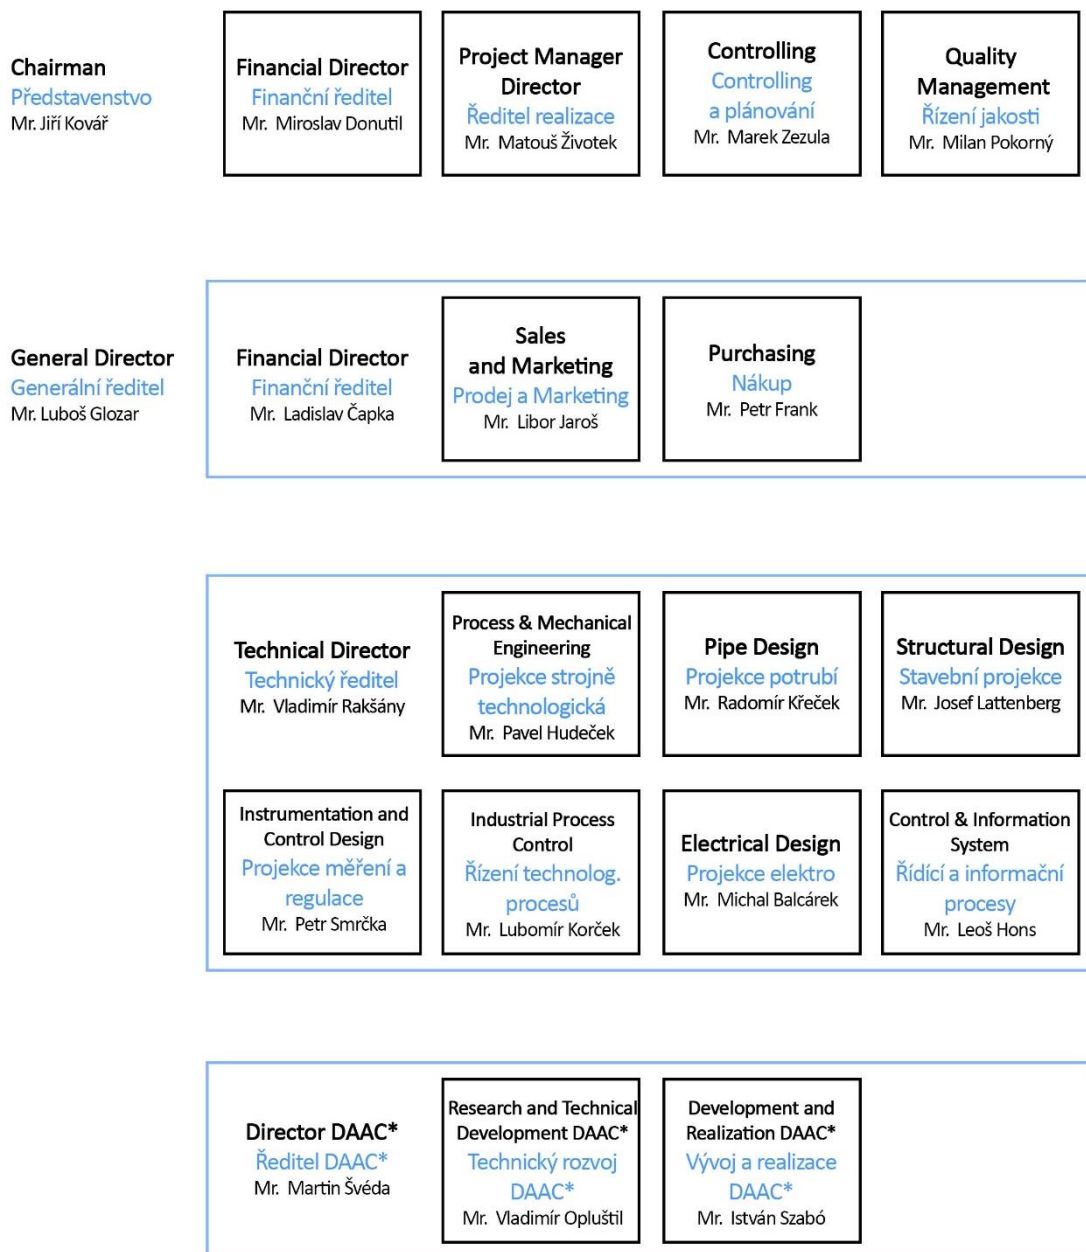 Chairman
Představenstvo
Mr. Jiří Kovář
Financial Director
Finanční ředitel
Mr. Miroslav Donutil
Project Manager
Director
Ředitel realizace
Mr. Matouš Životek
Controlling
Controlling
a plánování
Mr. Marek Zezula
Quality
Management
Řízení jakosti
Mr. Milan Pokorný
General Director
Generální ředitel
Mr. Luboš Glozar
Financial Director
Finanční ředitel
Mr. Ladislav Čapka
Sales
and Marketing
Prodej a Marketing
Mr. Libor Jaroš
Purchasing
Nákup
Mr. Petr Frank
Technical Director
Technický ředitel
Mr. Vladimír Rakšány
Process & Mechanical
Engineering
Projekce strojně
technologická
Mr. Pavel Hudeček
Pipe Design
Projekce potrubí
Mr. Radomír Křeček
Structural Design
Stavební projekce
Mr. Josef Lattenberg
Instrumentation and
Control Design
Projekce měření a
regulace
Mr. Petr Smrčka
Industrial Process
Control
Řízení technolog.
procesů
Mr. Lubomír Korček
Electrical Design
Projekce elektro
Mr. Michal Balcárek
Control & Information
System
Řídící a informační
procesy
Mr. Leoš Hons
Director DAAC*
Ředitel DAAC*
Mr. Martin Švéda
Research and Technical
Development DAAC*
Technický rozvoj
DAAC*
Mr. Vladimír Opluštil
Development and
Realization DAAC*
Vývoj a realizace
DAAC*
Mr. István Szabó